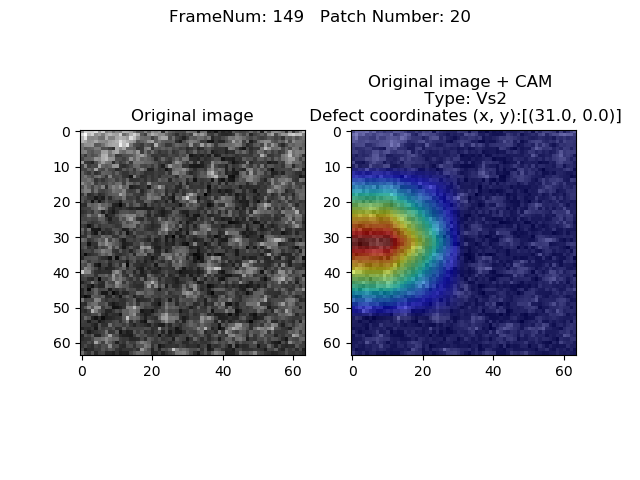 FrameNum: 149   Patch Number: 20
Original image
Original image + CAM
Type: Vs2
Defect coordinates (x, y):[(31.0, 0.0)]
0
10
20
30
40
50
60
0 20 40 60
0
10
20
30
40
50
60
0 20 40 60